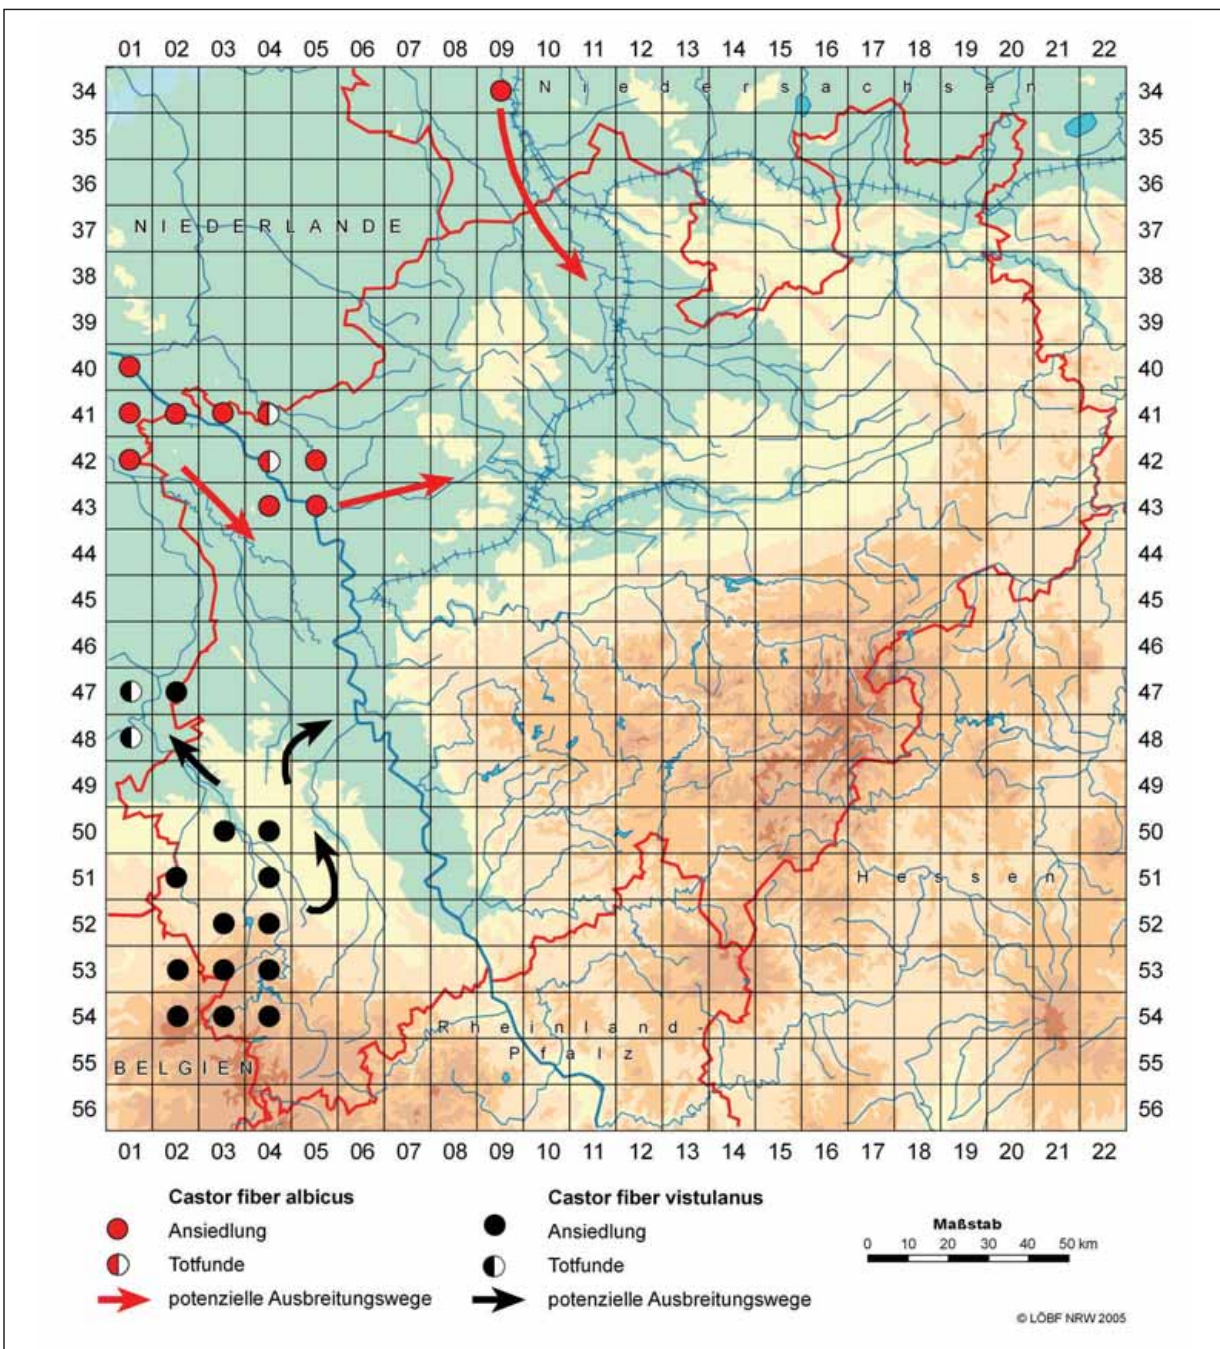 01 02 03 04 05 06 07 08 09 10 11 12 13 14 15 16 17 18 19 20 21 22
34 Niedersachsen 34
35 35
36 36
37 NIEDERLANDE 37
38 38
39 39
40 40
41 41
42 42
43 43
44 44
45 45
46 46
47 47
48 48
49 49
50 50
51 Hessen 51
52 52
53 53
54 Rheinland- 54
Pfalz
55 BELGIEN 55
56 56
01 02 03 04 05 06 07 08 09 10 11 12 13 14 15 16 17 18 19 20 21 22
Castor fiber albicus
Ansiedlung
Totfunde
potenzielle Ausbreitungswege
Castor fiber vistulanus
Ansiedlung
Totfunde
potenzielle Ausbreitungswege
Maßstab
0 10 20 30 40 50 km
© LÖBF NRW 2005